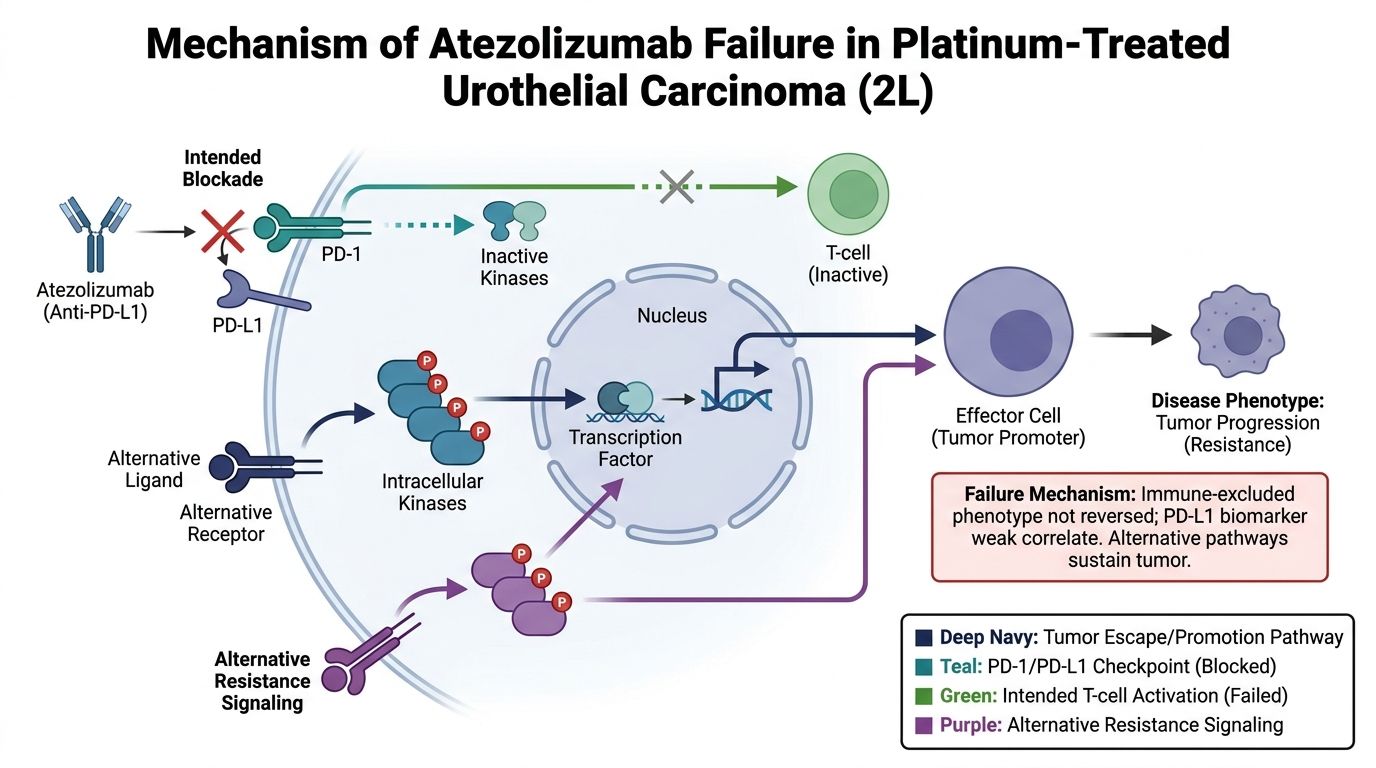 Mechanism of Atezolizumab Failure in Platinum-Treated
Urothelial Carcinoma (2L)
Intended
Blockade
Atezolizumab
(Anti-PD-L1)
PD-1
PD-L1
Inactive
Kinases
T-cell
(Inactive)
Nucleus
Transcription
Factor
P
P
P
P
Intracellular
Kinases
Alternative
Ligand
Alternative
Receptor
P
P
P
Alternative
Resistance
Signaling
Effector Cell
(Tumor Promoter)
Disease Phenotype:
Tumor Progression
(Resistance)
Failure Mechanism: Immune-excluded
phenotype not reversed; PD-L1 biomarker
weak correlate. Alternative pathways
sustain tumor.
Deep Navy: Tumor Escape/Promotion Pathway
Teal: PD-1/PD-L1 Checkpoint (Blocked)
Green: Intended T-cell Activation (Failed)
Purple: Alternative Resistance Signaling